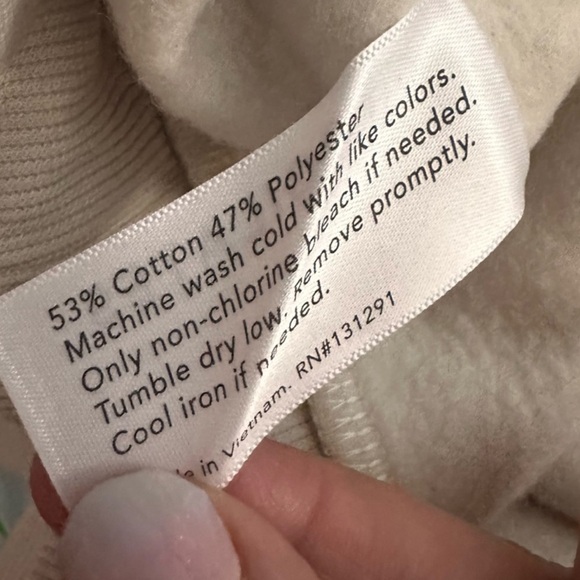 53% Cotton 47% Polyester
Machine wash cold with like colors.
Only non-chlorine bleach if needed.
Tumble dry low. Remove promptly.
Cool iron if needed.
in Vietnam. RN#131291